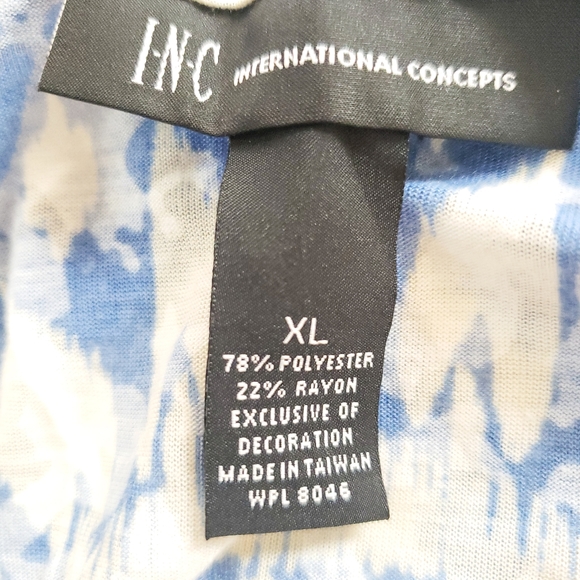 I·N·C INTERNATIONAL CONCEPTS
XL
78% POLYESTER
22% RAYON
EXCLUSIVE OF
DECORATION
MADE IN TAIWAN
WPL 8046